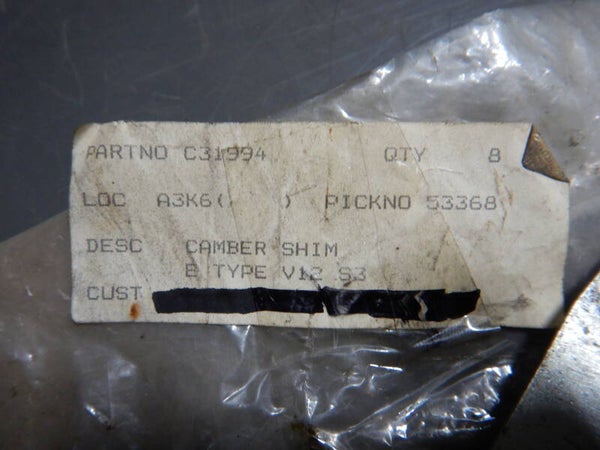 PARTNO C31994 QTY 8
LOC A3K6( ) PICKNO 53368
DESC CAMBER SHIM
E TYPE V12 S3
CUST